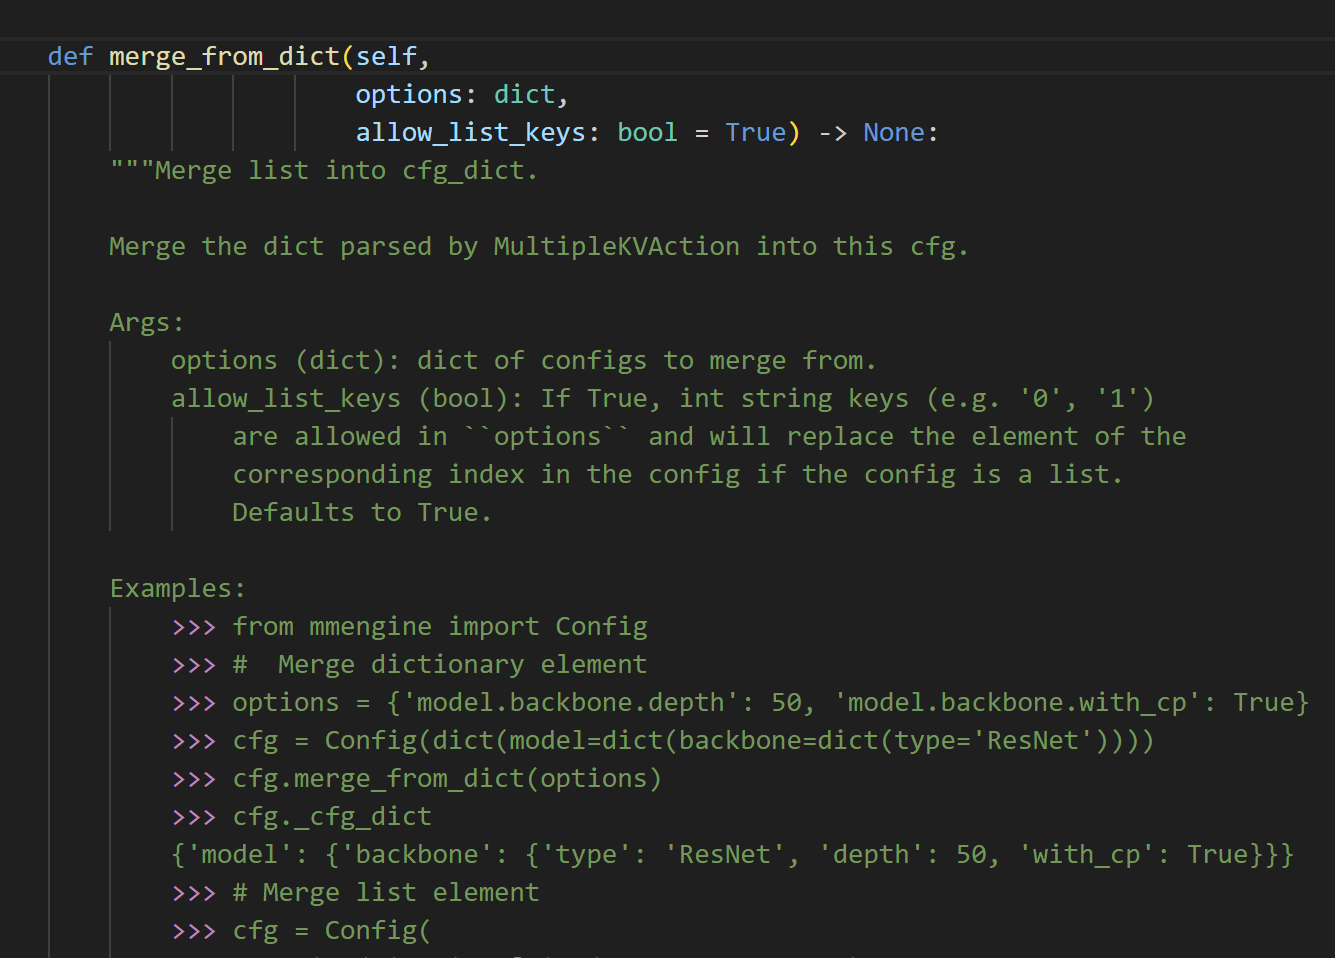 def merge_from_dict(self,
options: dict,
allow_list_keys: bool = True) -> None:
"""Merge list into cfg_dict.
Merge the dict parsed by MultipleKVAction into this cfg.
Args:
options (dict): dict of configs to merge from.
allow_list_keys (bool): If True, int string keys (e.g. '0', '1')
are allowed in ``options`` and will replace the element of the
corresponding index in the config if the config is a list.
Defaults to True.
Examples:
>>> from mmengine import Config
>>> #  Merge dictionary element
>>> options = {'model.backbone.depth': 50, 'model.backbone.with_cp': True}
>>> cfg = Config(dict(model=dict(backbone=dict(type='ResNet'))))
>>> cfg.merge_from_dict(options)
>>> cfg._cfg_dict
{'model': {'backbone': {'type': 'ResNet', 'depth': 50, 'with_cp': True}}}
>>> # Merge list element
>>> cfg = Config(